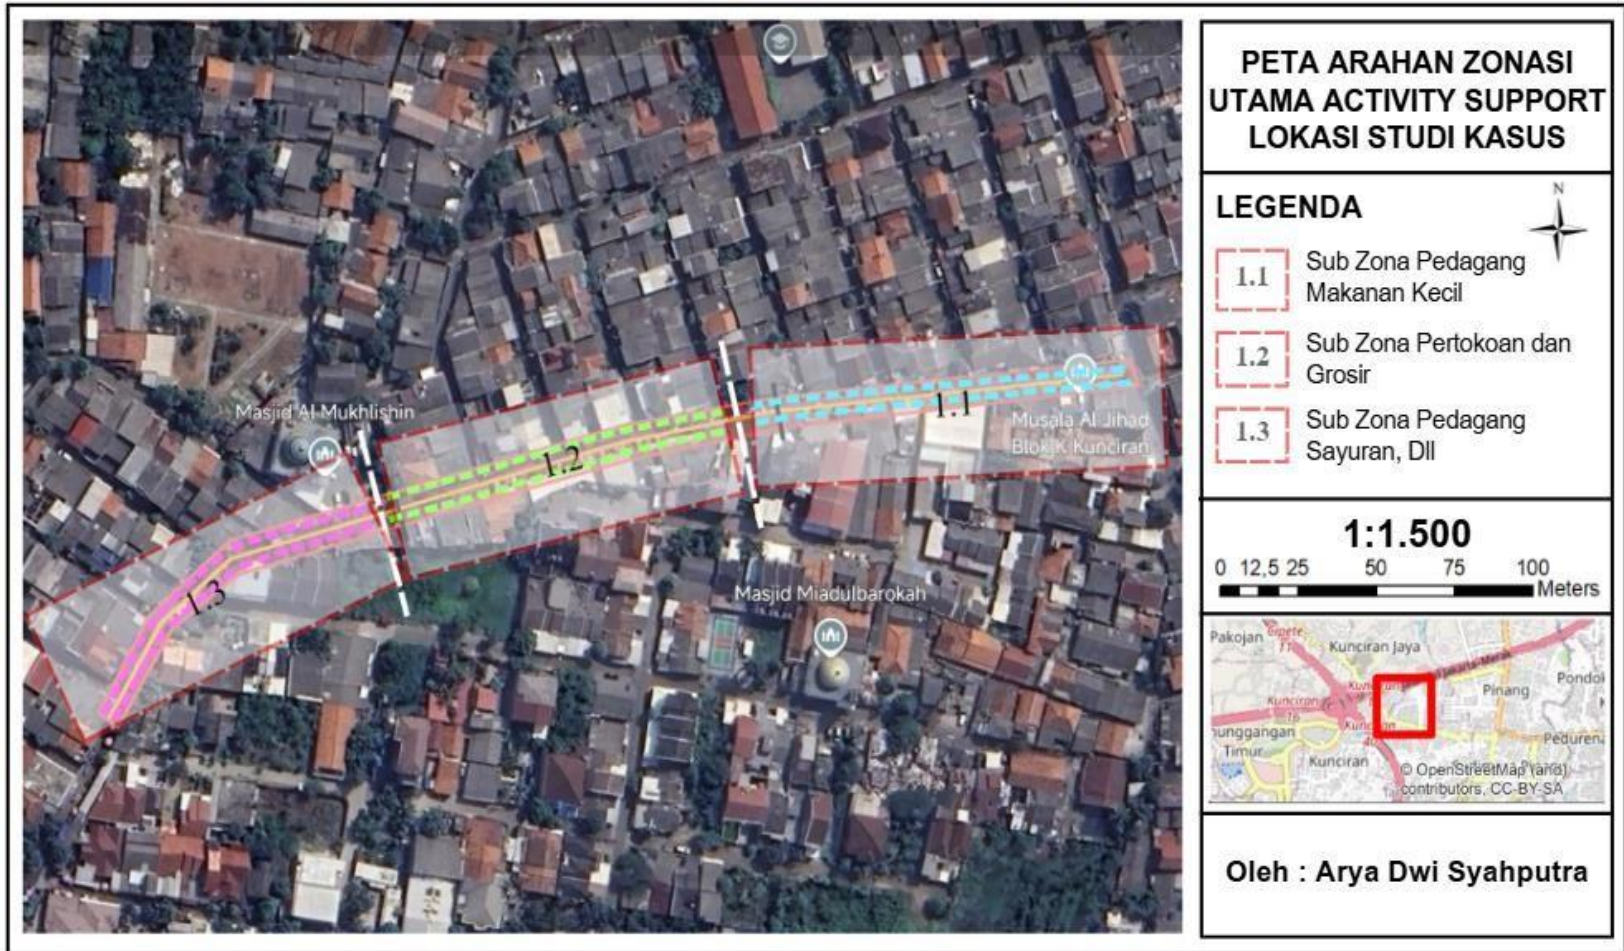 PETA ARAHAN ZONASI
UTAMA ACTIVITY SUPPORT
LOKASI STUDI KASUS
LEGENDA
N
1.1
Sub Zona Pedagang
Makanan Kecil
1.2
Sub Zona Pertokoan dan
Grosir
1.3
Sub Zona Pedagang
Sayuran, Dll
1:1.500
0 12,5 25 50 75 100
Meters
Pakojan
Kunciran Jaya
Jakarta-Merak
Pinang
Pondok
Kunciran
Timur
Kunciran
© OpenStreetMap (and)
contributors, CC-BY-SA
Oleh : Arya Dwi Syahputra
Masjid Al Mukhlishin
1.1
Musala Al Jihad
Blok K Kunciran
1.2
1.3
Masjid Miadulbarokah